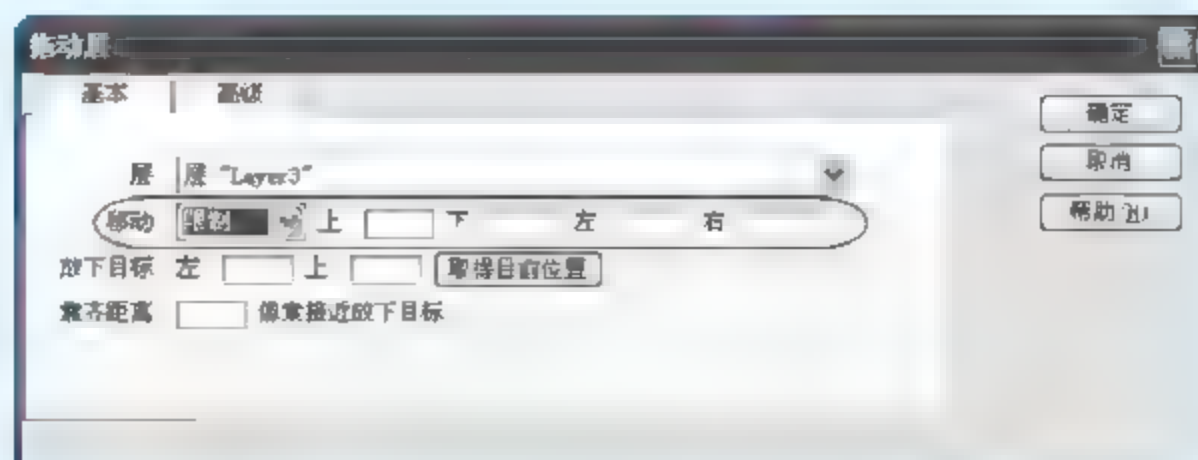 拖动层
基本 高级
层 层 "Layer3"
移动 限制 上 下 左 右
放下目标 左 上 取得目前位置
靠齐距离 像素接近放下目标
确定
取消
帮助(H)